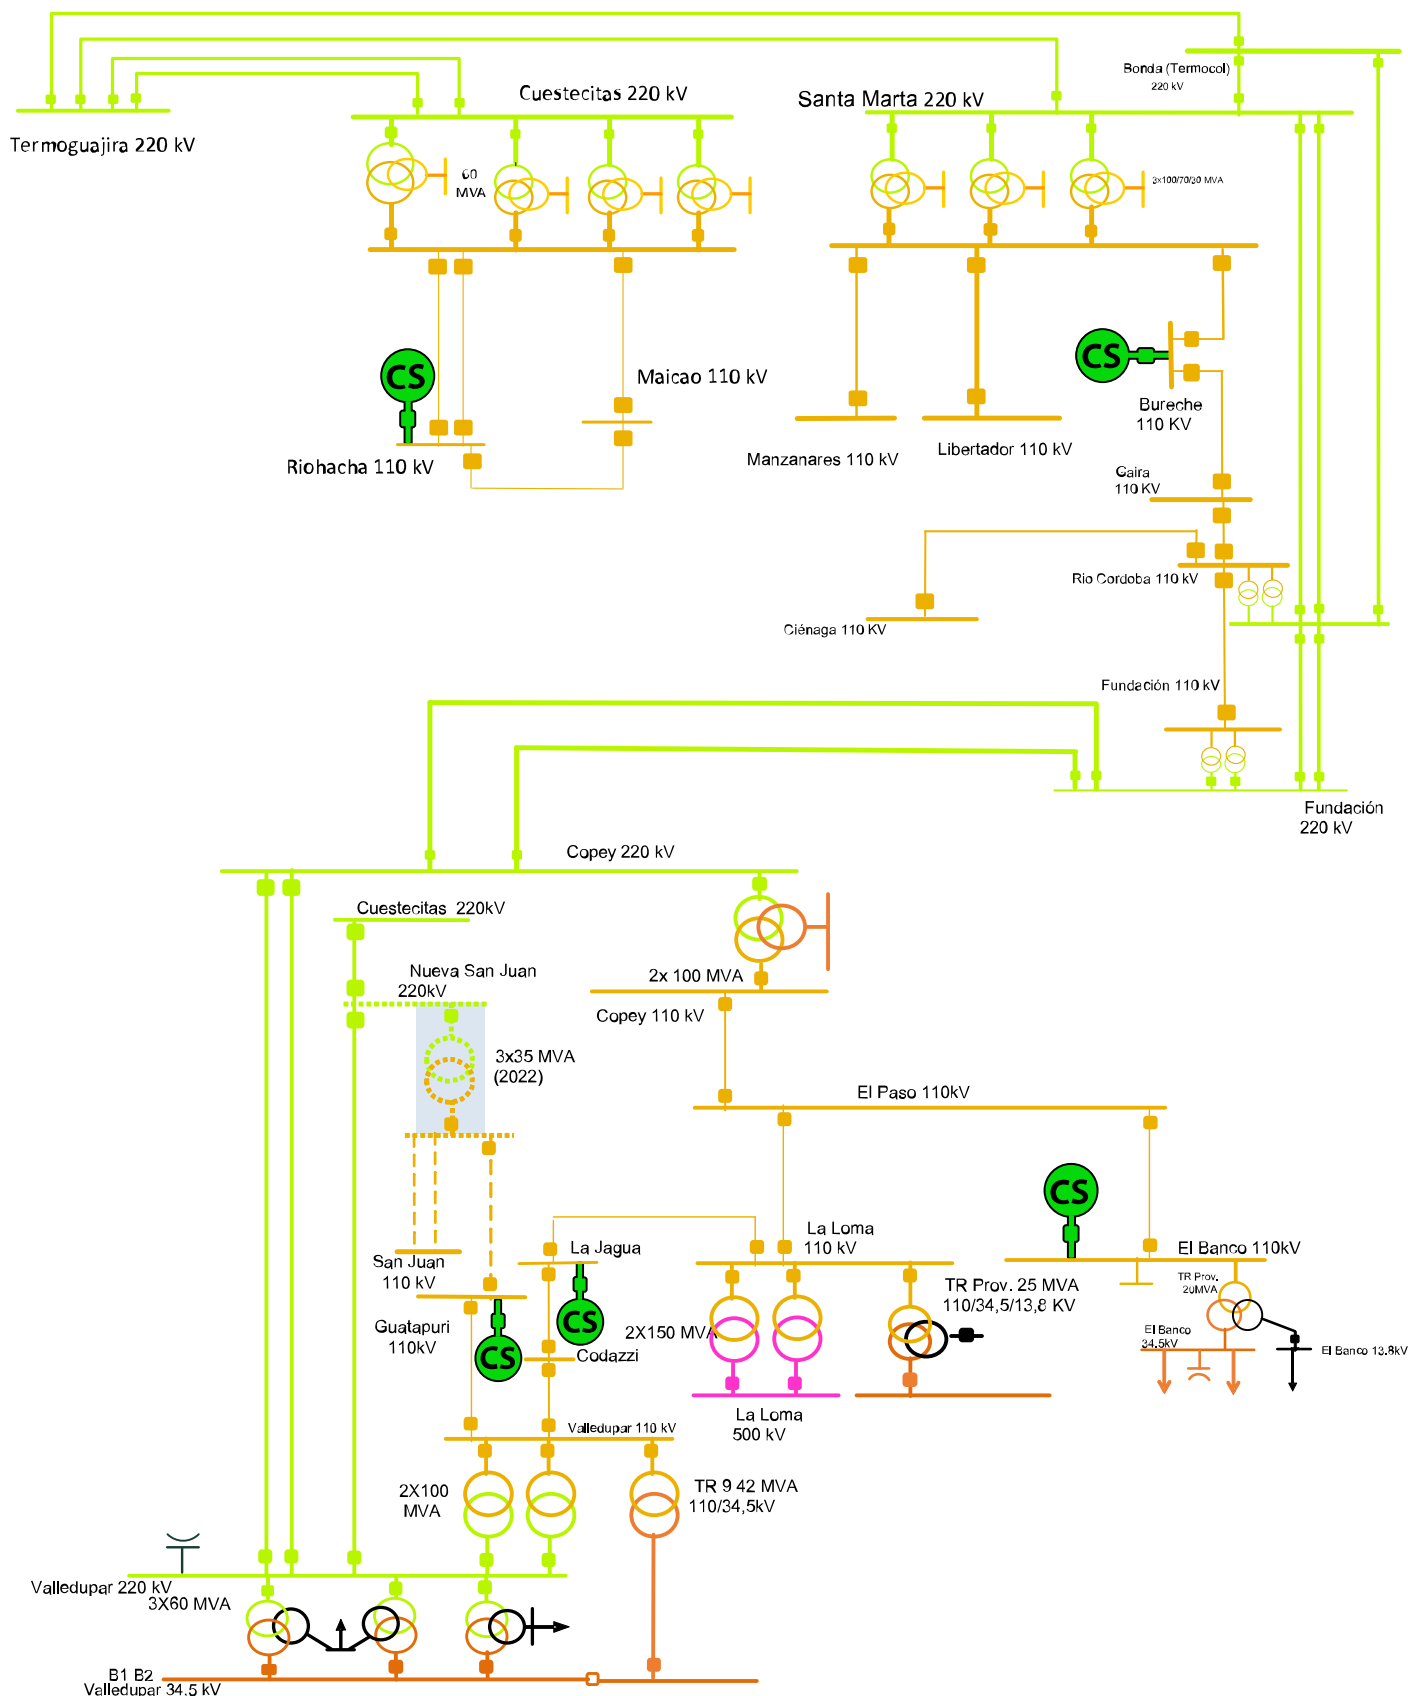 Bonda (Termocol)
220 kV
Cuestecitas 220 kV
Santa Marta 220 kV
Termoguajira 220 kV
60
MVA
3x100/70/30 MVA
CS
CS
Maicao 110 kV
Bureche
110 KV
Riohacha 110 kV
Manzanares 110 kV
Libertador 110 kV
Gaira
110 KV
Rio Cordoba 110 kV
Ciénaga 110 KV
Fundación 110 kV
Fundación
220 kV
Copey 220 kV
Cuestecitas 220kV
Nueva San Juan
220kV
2x 100 MVA
Copey 110 kV
3x35 MVA
(2022)
El Paso 110kV
CS
La Loma
110 kV
La Jagua
El Banco 110kV
San Juan
110 kV
TR Prov. 25 MVA
110/34,5/13,8 KV
TR Prov.
20MVA
Guatapuri
110kV
CS
CS
2X150 MVA
El Banco
34.5kV
El Banco 13.8kV
Codazzi
La Loma
500 kV
Valledupar 110 kV
2X100
MVA
TR 9 42 MVA
110/34,5kV
Valledupar 220 kV
3X60 MVA
B1 B2
Valledupar 34.5 kV